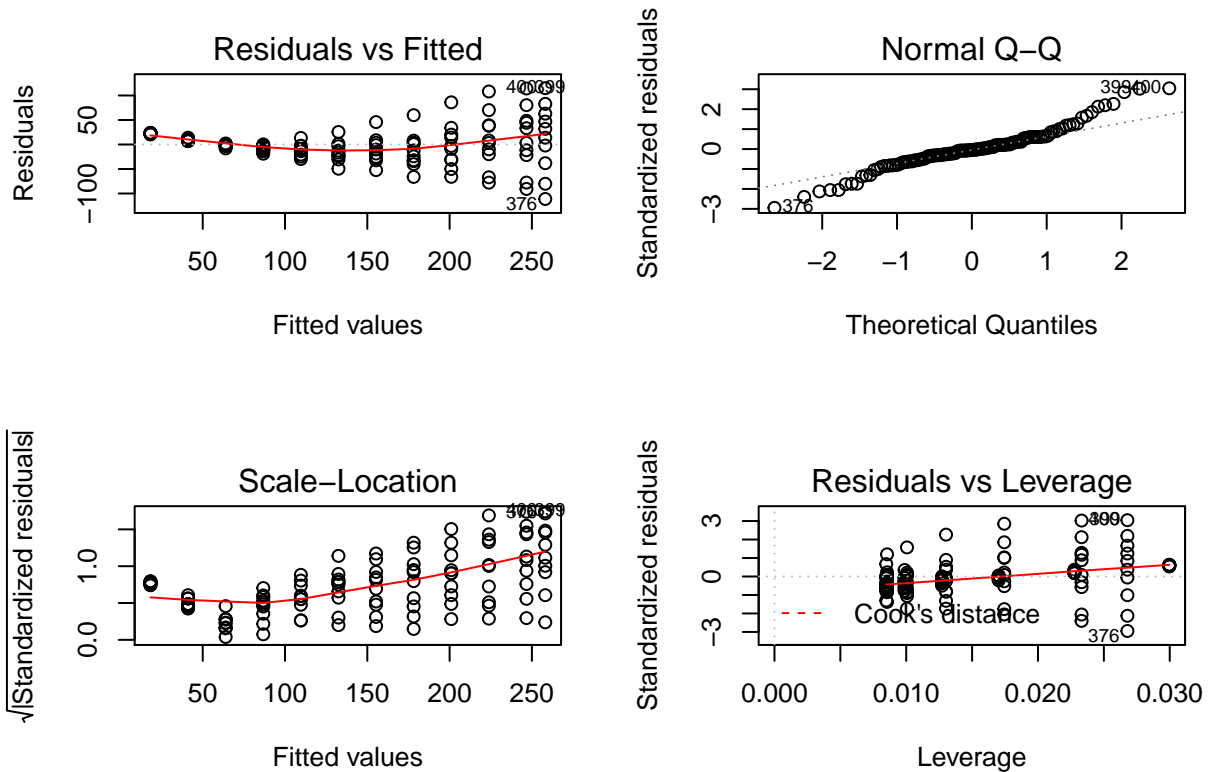 Residuals vs Fitted
Residuals
50
−100
50 100 150 200 250
Fitted values
400399
376
Normal Q−Q
Standardized residuals
2
0
−3
−2 −1 0 1 2
Theoretical Quantiles
399400
376
Scale−Location
√|Standardized residuals|
1.0
0.0
50 100 150 200 250
Fitted values
399
Residuals vs Leverage
Standardized residuals
3
0
−3
0.000 0.010 0.020 0.030
Leverage
Cook's distance
376